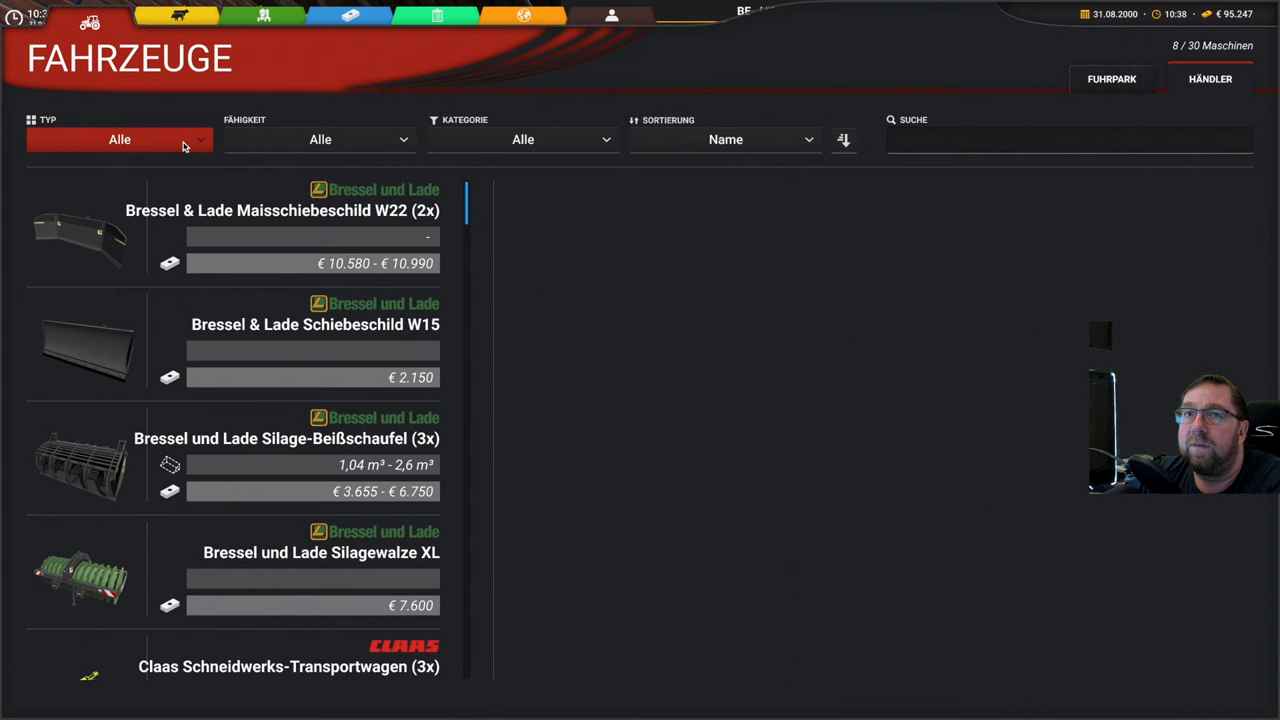 31.08.2000 10:38 € 95.247
FAHRZEUGE
8 / 30 Maschinen
FUHRPARK HÄNDLER
TYP FÄHIGKEIT KATEGORIE SORTIERUNG SUCHE
Alle Alle Alle Name
Bressel und Lade
Bressel & Lade Maisschiebeschild W22 (2x)
-
€ 10.580 - € 10.990
Bressel und Lade
Bressel & Lade Schiebeschild W15
€ 2.150
Bressel und Lade
Bressel und Lade Silage-Beißschaufel (3x)
1,04 m³ - 2,6 m³
€ 3.655 - € 6.750
Bressel und Lade
Bressel und Lade Silagewalze XL
€ 7.600
CLAAS
Claas Schneidwerks-Transportwagen (3x)